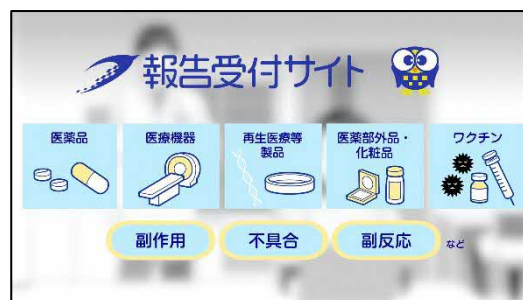 報告受付サイト
医薬品
医療機器
再生医療等
製品
医薬部外品・
化粧品
ワクチン
副作用
不具合
副反応
など